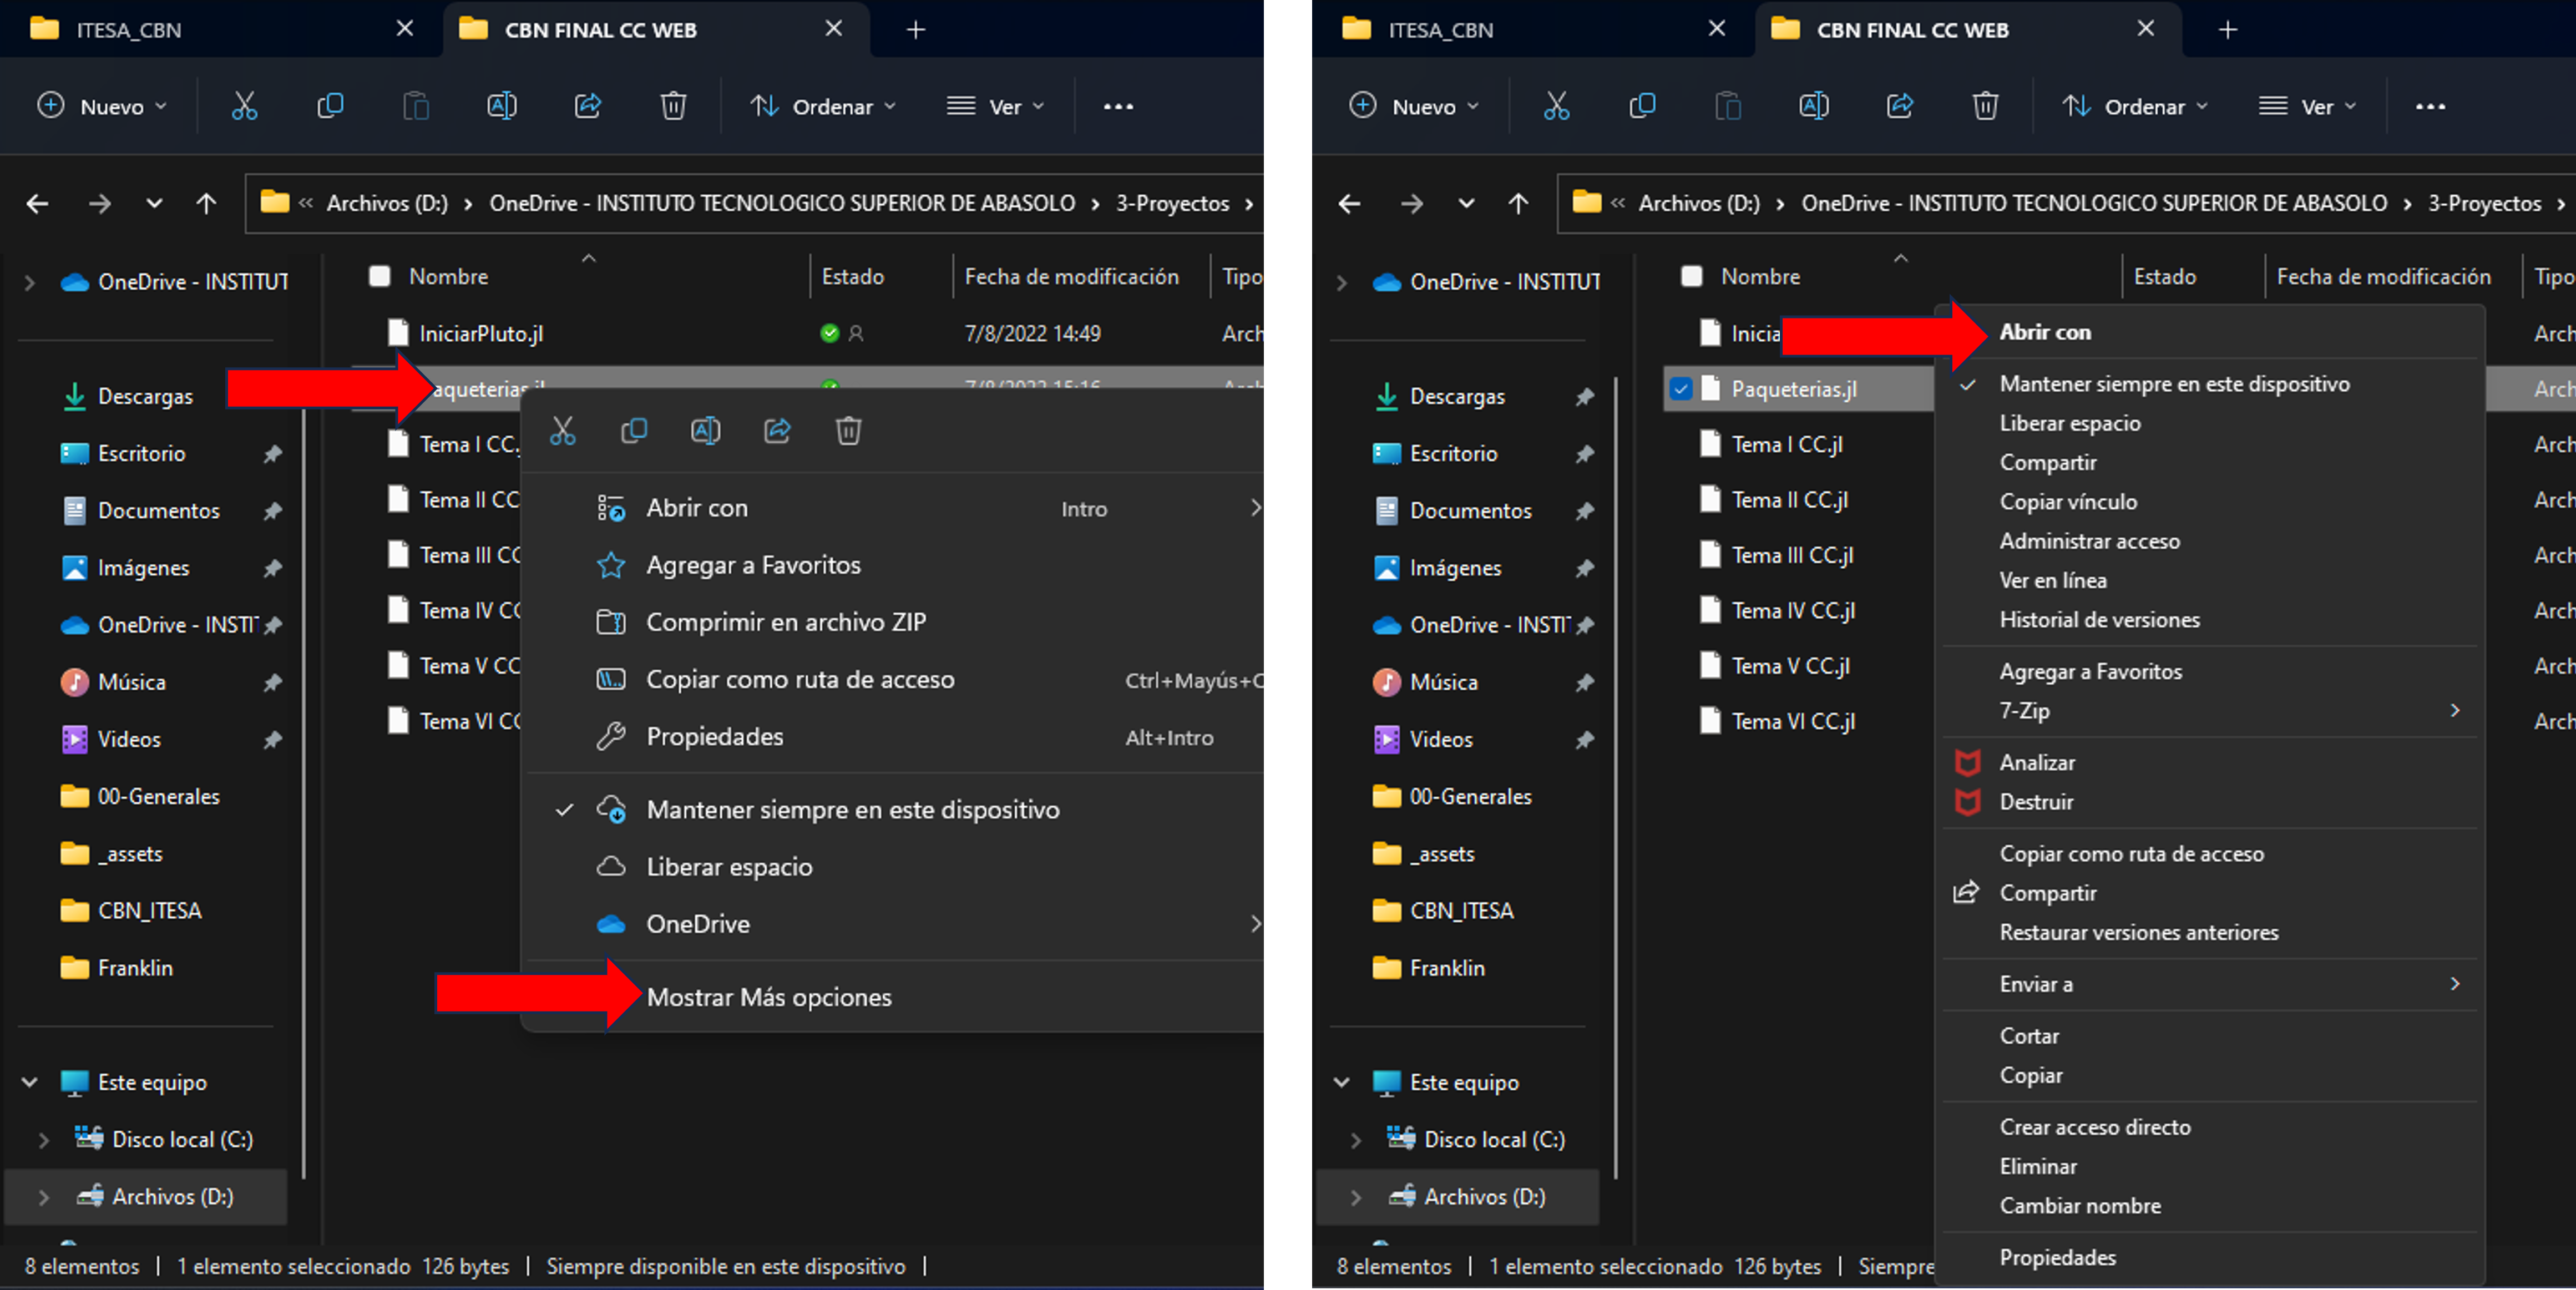 ITESA_CBN
CBN FINAL CC WEB
Nuevo
Ordenar
Ver
« Archivos (D:) > OneDrive - INSTITUTO TECNOLOGICO SUPERIOR DE ABASOLO > 3-Proyectos >
OneDrive - INSTITUT
Descargas
Escritorio
Documentos
Imágenes
OneDrive - INSTIT
Música
Videos
00-Generales
_assets
CBN_ITESA
Franklin
Este equipo
Disco local (C:)
Archivos (D:)
Nombre Estado Fecha de modificación Tipo
IniciarPluto.jl 7/8/2022 14:49 Arch
aqueterias.jl 7/8/2022 15:16 Arch
Tema I CC.
Tema II CC
Tema III CC
Tema IV CC
Tema V CC
Tema VI CC
Abrir con Intro
Agregar a Favoritos
Comprimir en archivo ZIP
Copiar como ruta de acceso Ctrl+Mayús+C
Propiedades Alt+Intro
Mantener siempre en este dispositivo
Liberar espacio
OneDrive
Mostrar Más opciones
8 elementos | 1 elemento seleccionado 126 bytes | Siempre disponible en este dispositivo |
ITESA_CBN
CBN FINAL CC WEB
Nuevo
Ordenar
Ver
« Archivos (D:) > OneDrive - INSTITUTO TECNOLOGICO SUPERIOR DE ABASOLO > 3-Proyectos >
OneDrive - INSTITUT
Descargas
Escritorio
Documentos
Imágenes
OneDrive - INSTIT
Música
Videos
00-Generales
_assets
CBN_ITESA
Franklin
Este equipo
Disco local (C:)
Archivos (D:)
Nombre Estado Fecha de modificación Tipo
Inicia Arch
Paqueterias.jl Arch
Tema I CC.jl Arch
Tema II CC.jl Arch
Tema III CC.jl Arch
Tema IV CC.jl Arch
Tema V CC.jl Arch
Tema VI CC.jl Arch
Abrir con
Mantener siempre en este dispositivo
Liberar espacio
Compartir
Copiar vínculo
Administrar acceso
Ver en línea
Historial de versiones
Agregar a Favoritos
7-Zip
Analizar
Destruir
Copiar como ruta de acceso
Compartir
Restaurar versiones anteriores
Enviar a
Cortar
Copiar
Crear acceso directo
Eliminar
Cambiar nombre
Propiedades
8 elementos | 1 elemento seleccionado 126 bytes | Siempre